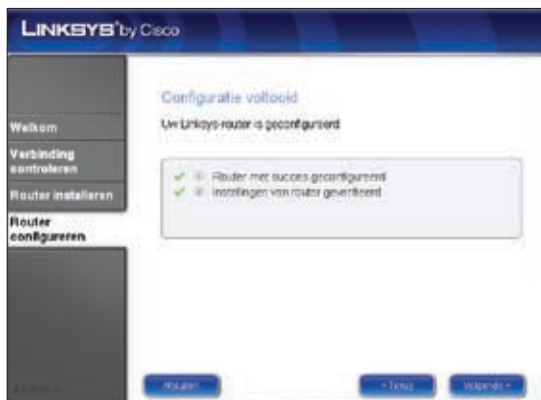 LINKSYS® by Cisco
Configuratie voltooid
Uw Linksys-router is geconfigureerd
Welkom
Verbinding controleren
Router installeren
Router configureren
Router met succes geconfigureerd
Instellingen van router geverifieerd
Afsluiten
< Terug
Volgende >